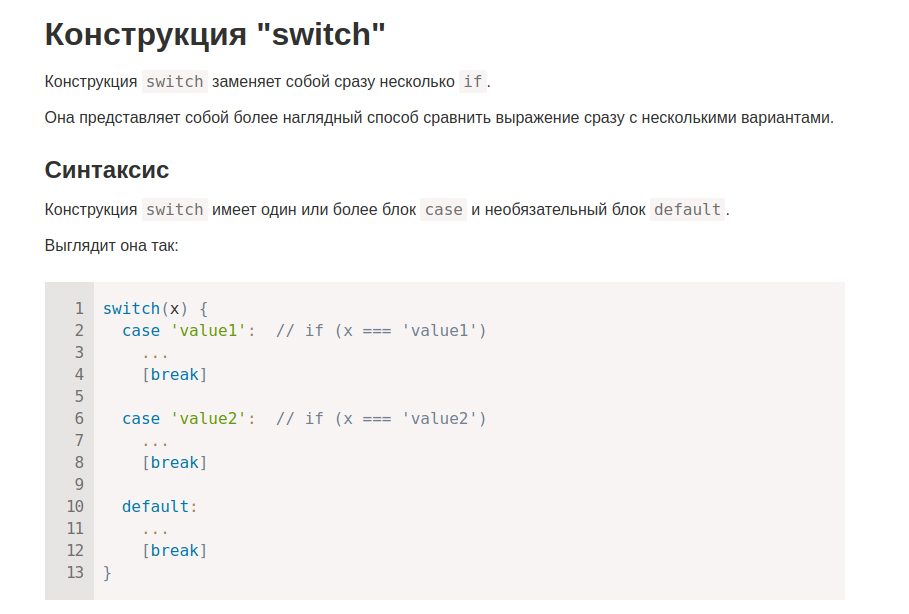 Конструкция "switch"
Конструкция switch заменяет собой сразу несколько if.
Она представляет собой более наглядный способ сравнить выражение сразу с несколькими вариантами.
Синтаксис
Конструкция switch имеет один или более блок case и необязательный блок default.
Выглядит она так:
1 switch(x) {
2   case 'value1':  // if (x === 'value1')
3     ...
4     [break]
5
6   case 'value2':  // if (x === 'value2')
7     ...
8     [break]
9
10   default:
11     ...
12     [break]
13 }